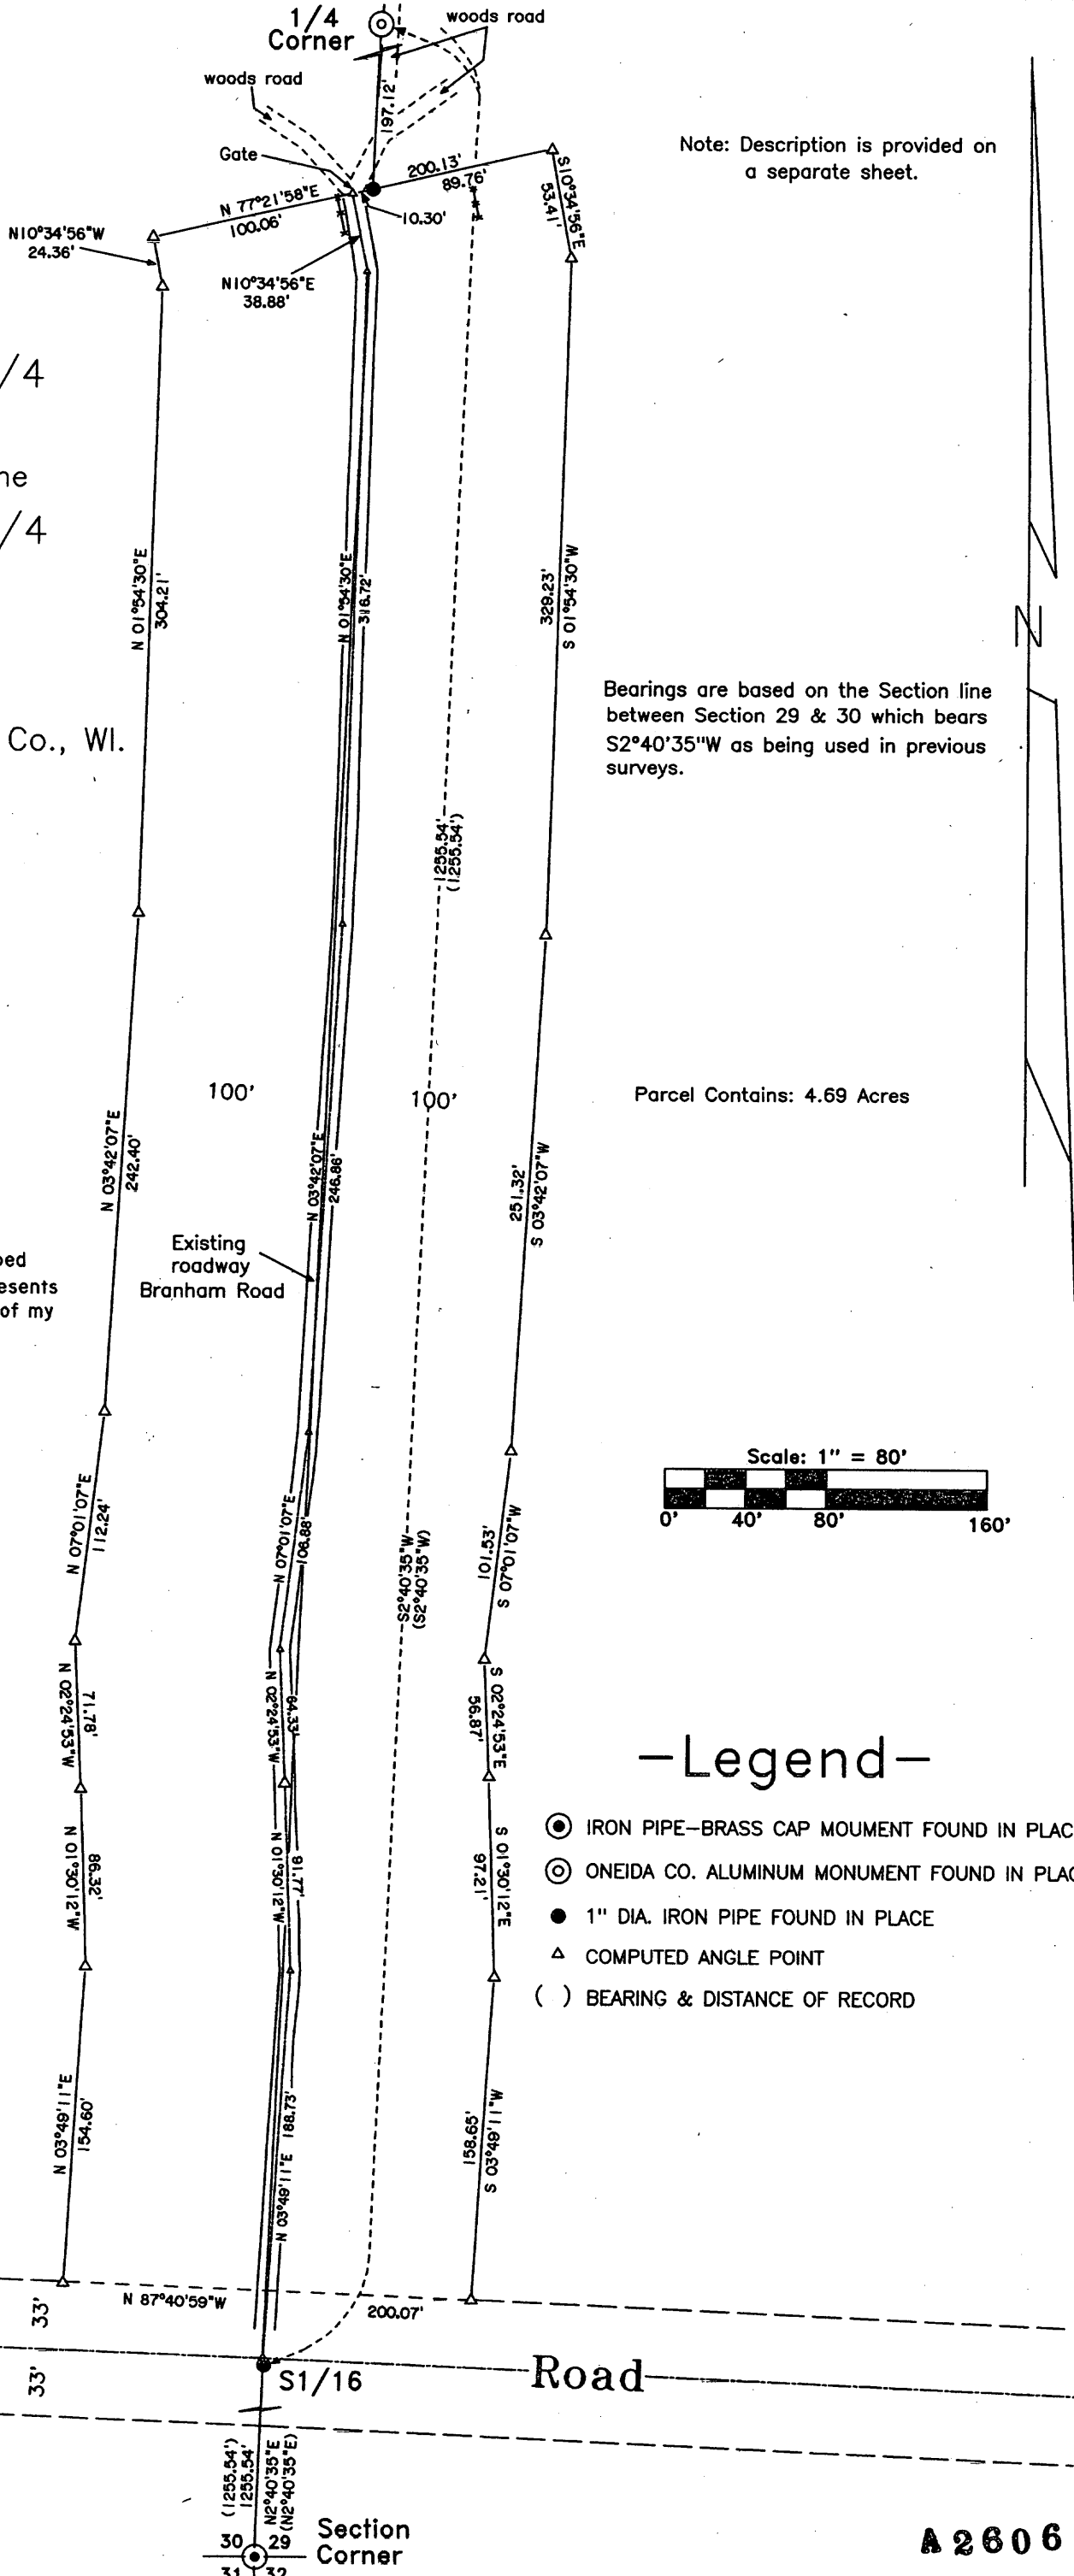 1/4
Corner
woods road
woods road
197.12'
Gate
200.13'
89.76'
N 77°21'58"E
100.06'
10.30'
S10°34'56"E
53.41'
N10°34'56"W
24.36'
N10°34'56"E
38.88'
Note: Description is provided on
a separate sheet.
/4
ne
/4
N 01°54'30"E
304.21'
N 01°54'30"E
316.72'
329.23'
S 01°54'30"W
N
Bearings are based on the Section line
between Section 29 & 30 which bears
S2°40'35"W as being used in previous
surveys.
Co., WI.
1255.54'
(1255.54')
100'
100'
Parcel Contains: 4.69 Acres
N 03°42'07"E
242.40'
N 03°42'07"E
246.86'
251.32'
S 03°42'07"W
Existing
roadway
Branham Road
bed
esents
of my
Scale: 1" = 80'
0' 40' 80' 160'
N 07°01'07"E
112.24'
N 07°01'07"E
106.88'
S2°40'35"W
(S2°40'35"W)
101.53'
S 07°01'07"W
71.78'
N 02°24'53"W
64.33'
N 02°24'53"W
S 02°24'53"E
56.87'
86.32'
N 01°30'12"W
91.77'
N 01°30'12"W
S 01°30'12"E
97.21'
-Legend-
IRON PIPE-BRASS CAP MOUMENT FOUND IN PLAC
ONEIDA CO. ALUMINUM MONUMENT FOUND IN PLAC
1" DIA. IRON PIPE FOUND IN PLACE
COMPUTED ANGLE POINT
( ) BEARING & DISTANCE OF RECORD
N 03°49'11"E
154.60'
N 03°49'11"E 188.73'
158.65'
S 03°49'11"W
N 87°40'59"W
200.07'
33'
33'
S1/16
Road
(1255.54')
1255.54'
N2°40'35"E
(N2°40'35"E)
30 29
31 32
Section
Corner
A2606